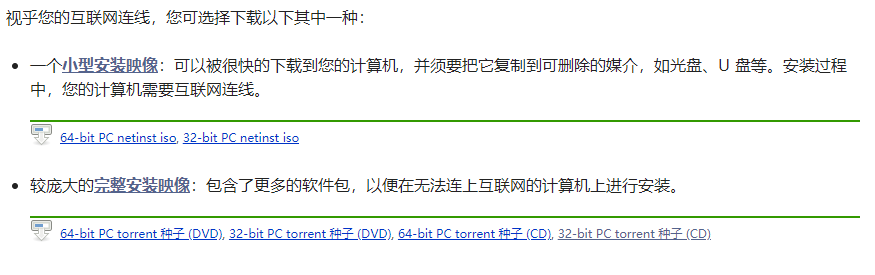 视乎您的互联网连线，您可选择下载以下其中一种：
一个小型安装映像：可以被很快的下载到您的计算机，并须要把它复制到可删除的媒介，如光盘、U 盘等。安装过程
中，您的计算机需要互联网连线。
64-bit PC netinst iso, 32-bit PC netinst iso
较庞大的完整安装映像：包含了更多的软件包，以便在无法连上互联网的计算机上进行安装。
64-bit PC torrent 种子 (DVD), 32-bit PC torrent 种子 (DVD), 64-bit PC torrent 种子 (CD), 32-bit PC torrent 种子 (CD)